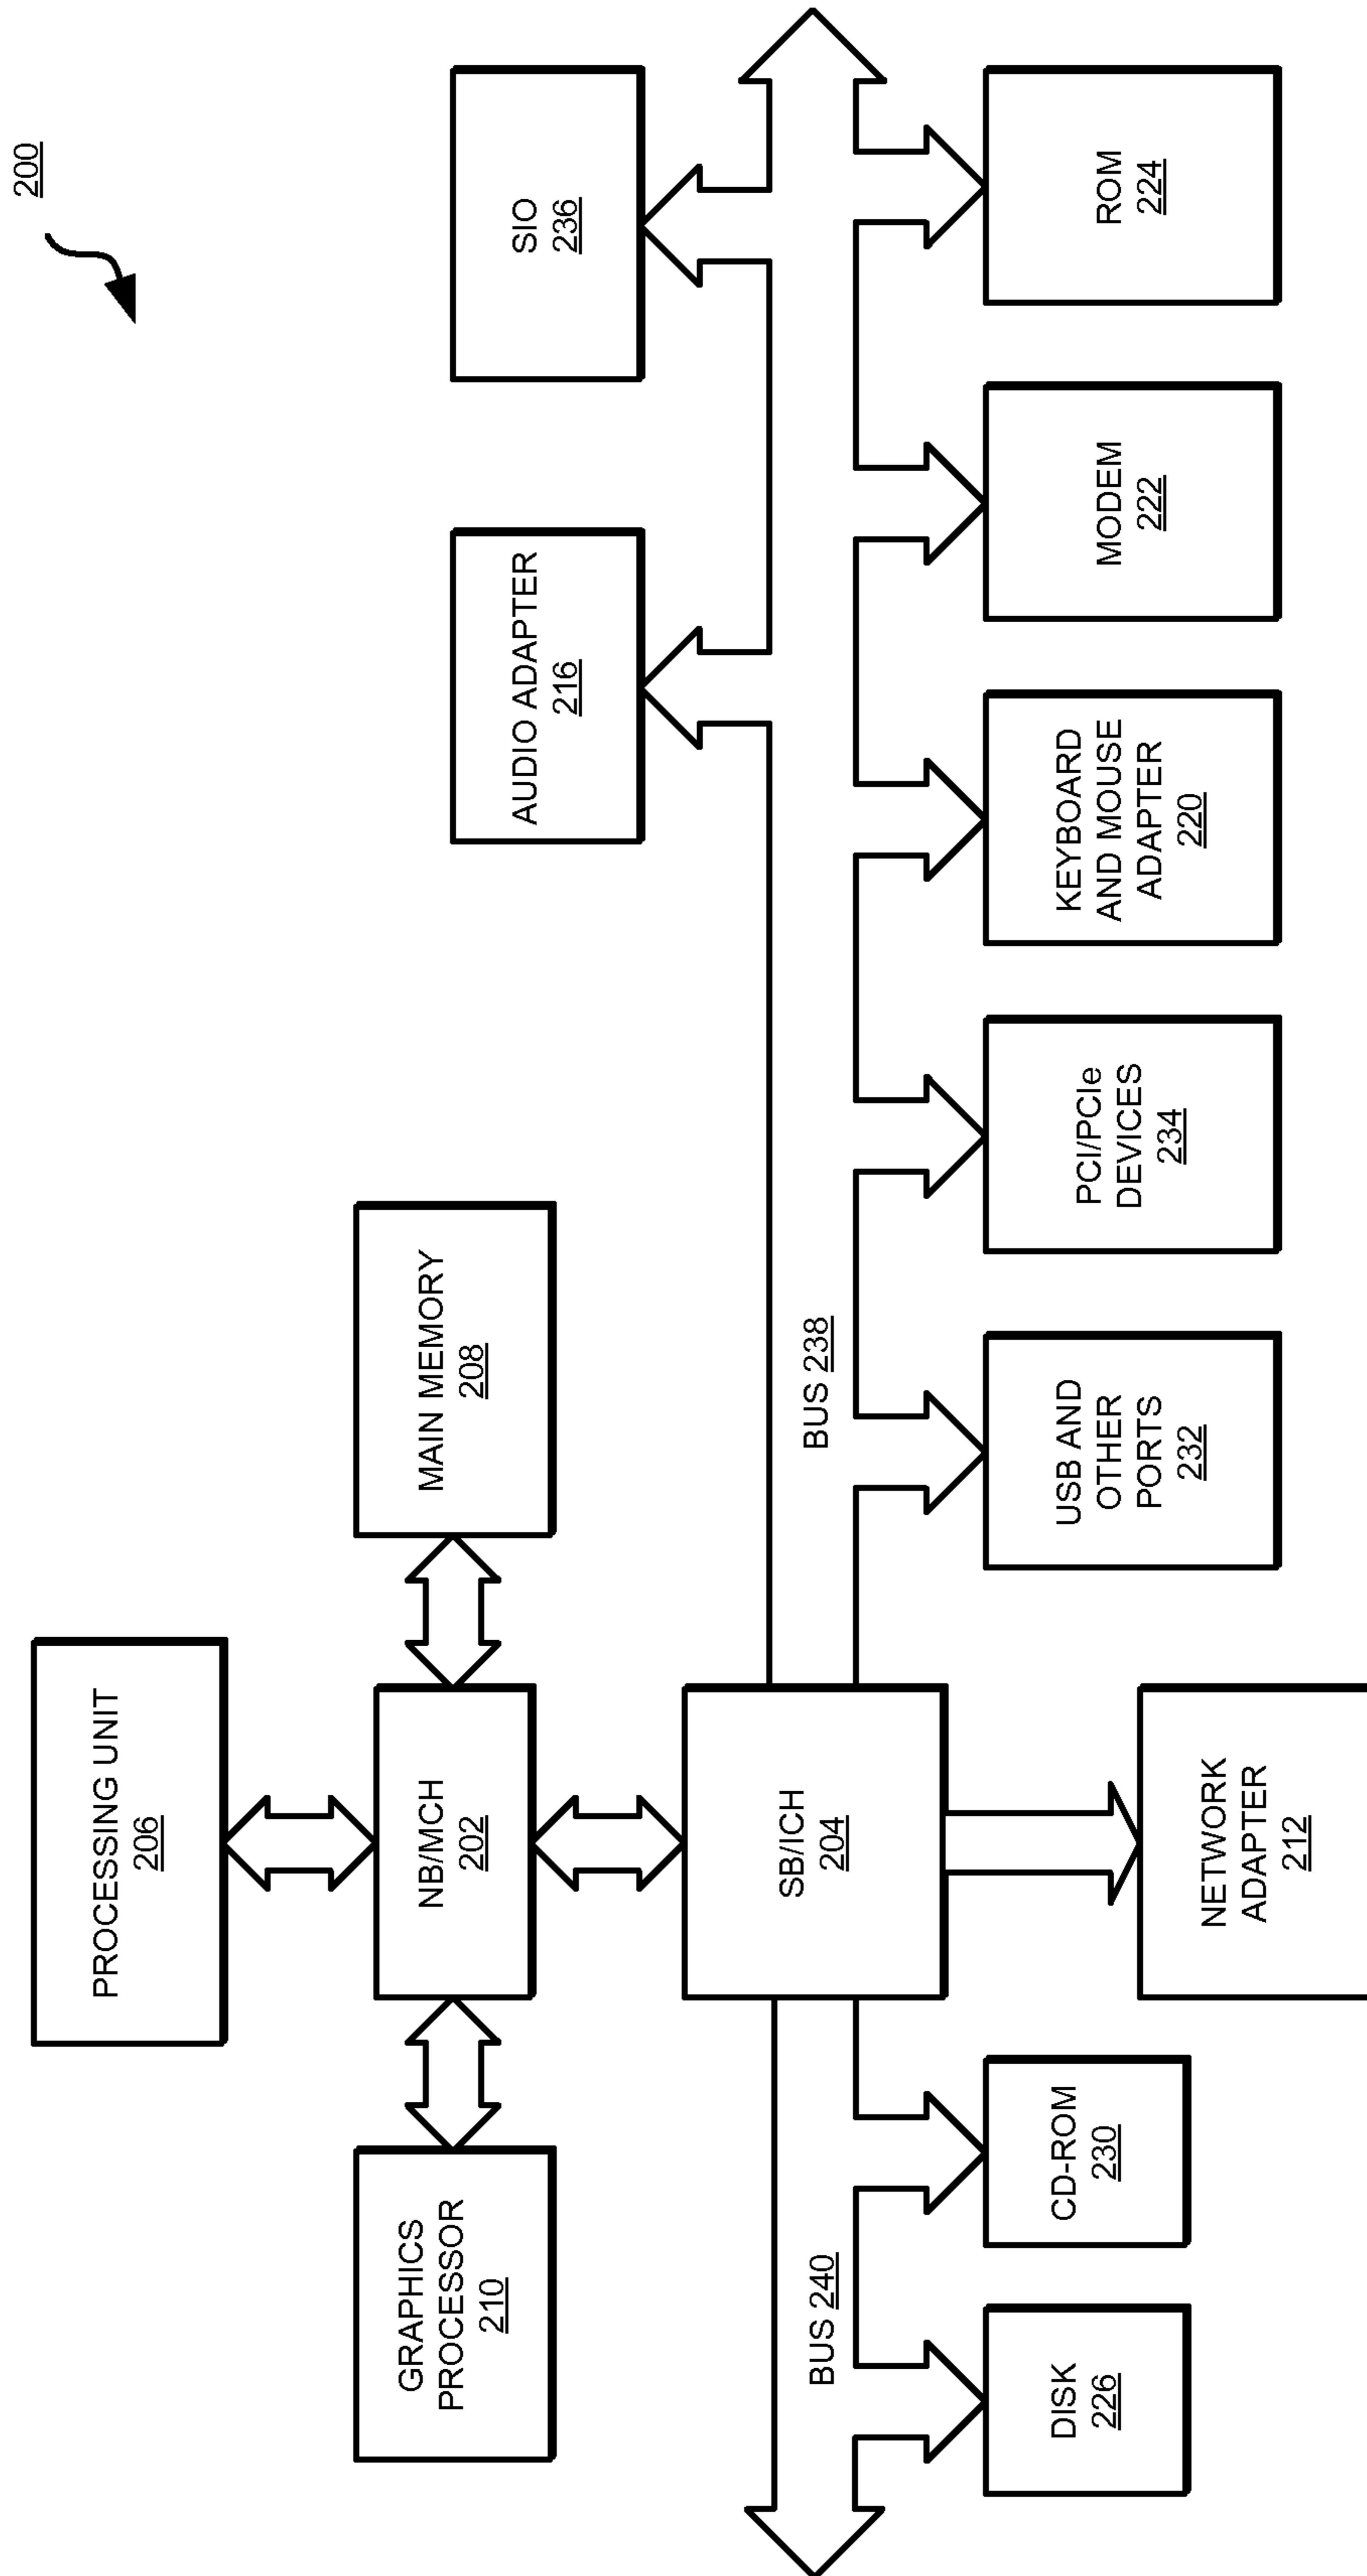 200
PROCESSING UNIT
206
GRAPHICS
PROCESSOR
210
NB/MCH
202
MAIN MEMORY
208
AUDIO ADAPTER
216
SIO
236
SB/ICH
204
BUS 240
BUS 238
DISK
226
CD-ROM
230
USB AND
OTHER
PORTS
232
PCI/PCIe
DEVICES
234
KEYBOARD
AND MOUSE
ADAPTER
220
MODEM
222
ROM
224
NETWORK
ADAPTER
212